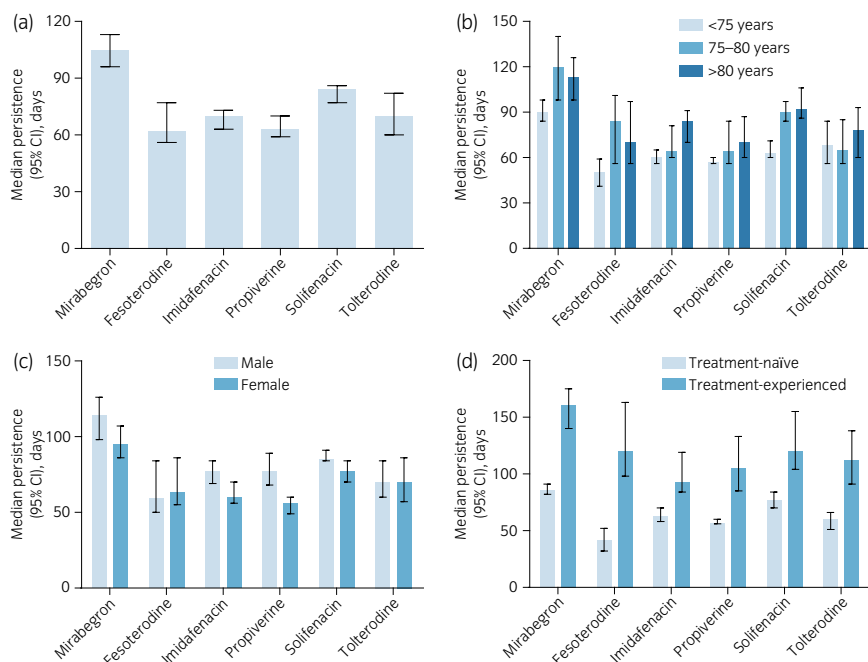 (a)
Median persistence
(95% CI), days
120
90
60
30
0
Mirabegron
Fesoterodine
Imidafenacin
Propiverine
Solifenacin
Tolterodine
(b)
Median persistence
(95% CI), days
150
120
90
60
30
0
<75 years
75–80 years
>80 years
Mirabegron
Fesoterodine
Imidafenacin
Propiverine
Solifenacin
Tolterodine
(c)
Median persistence
(95% CI), days
150
100
50
0
Male
Female
Mirabegron
Fesoterodine
Imidafenacin
Propiverine
Solifenacin
Tolterodine
(d)
Median persistence
(95% CI), days
200
150
100
50
0
Treatment-naïve
Treatment-experienced
Mirabegron
Fesoterodine
Imidafenacin
Propiverine
Solifenacin
Tolterodine